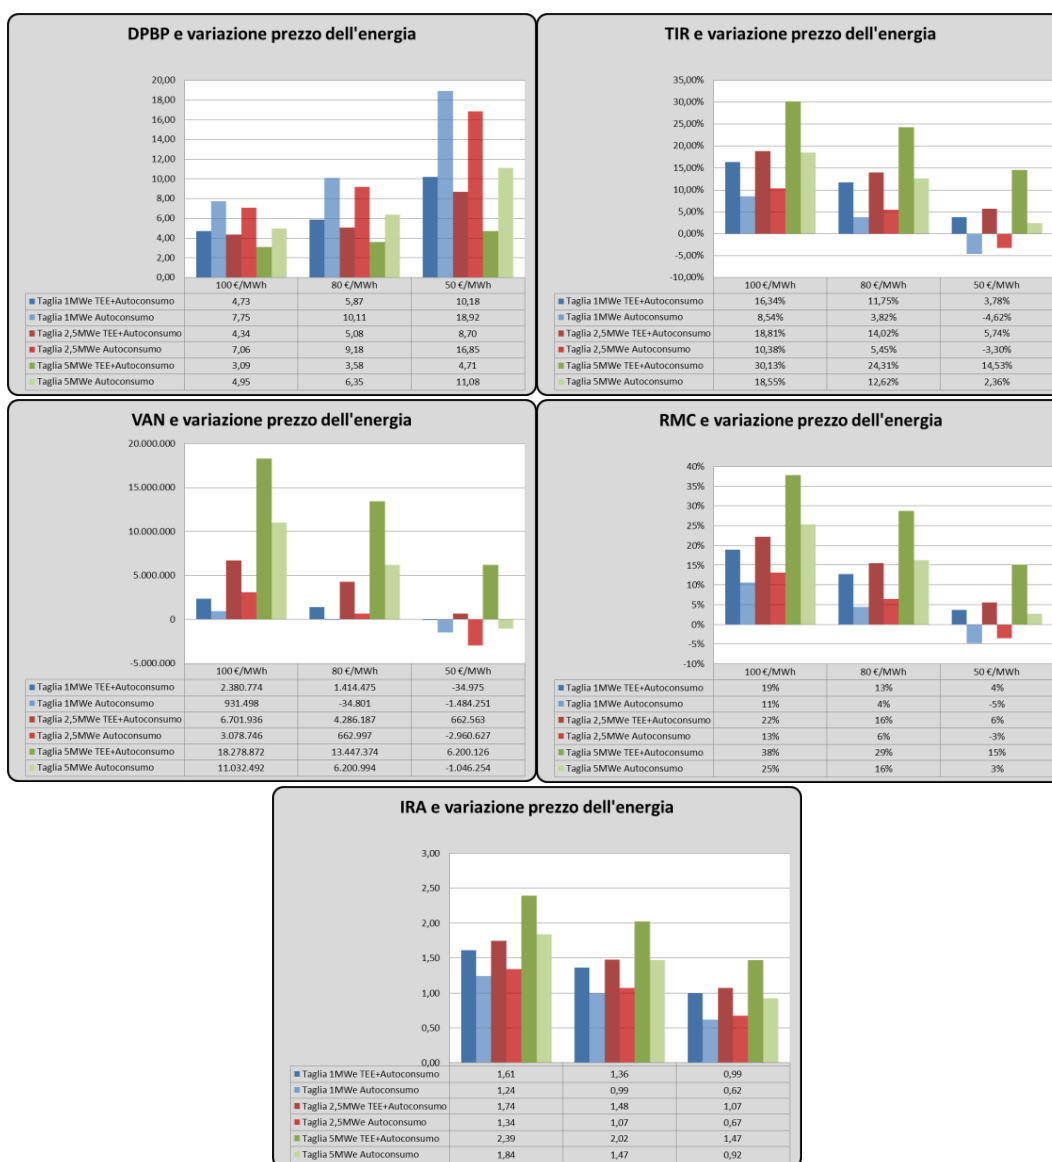 DPBP e variazione prezzo dell'energia
20,00
18,00
16,00
14,00
12,00
10,00
8,00
6,00
4,00
2,00
0,00
100 €/MWh 80 €/MWh 50 €/MWh
Taglia 1MWe TEE+Autoconsumo 4,73 5,87 10,18
Taglia 1MWe Autoconsumo 7,75 10,11 18,92
Taglia 2,5MWe TEE+Autoconsumo 4,34 5,08 8,70
Taglia 2,5MWe Autoconsumo 7,06 9,18 16,85
Taglia 5MWe TEE+Autoconsumo 3,09 3,58 4,71
Taglia 5MWe Autoconsumo 4,95 6,35 11,08
TIR e variazione prezzo dell'energia
35,00%
30,00%
25,00%
20,00%
15,00%
10,00%
5,00%
0,00%
-5,00%
-10,00%
100 €/MWh 80 €/MWh 50 €/MWh
Taglia 1MWe TEE+Autoconsumo 16,34% 11,75% 3,78%
Taglia 1MWe Autoconsumo 8,54% 3,82% -4,62%
Taglia 2,5MWe TEE+Autoconsumo 18,81% 14,02% 5,74%
Taglia 2,5MWe Autoconsumo 10,38% 5,45% -3,30%
Taglia 5MWe TEE+Autoconsumo 30,13% 24,31% 14,53%
Taglia 5MWe Autoconsumo 18,55% 12,62% 2,36%
VAN e variazione prezzo dell'energia
20.000.000
15.000.000
10.000.000
5.000.000
0
-5.000.000
100 €/MWh 80 €/MWh 50 €/MWh
Taglia 1MWe TEE+Autoconsumo 2.380.774 1.414.475 -34.975
Taglia 1MWe Autoconsumo 931.498 -34.801 -1.484.251
Taglia 2,5MWe TEE+Autoconsumo 6.701.936 4.286.187 662.563
Taglia 2,5MWe Autoconsumo 3.078.746 662.997 -2.960.627
Taglia 5MWe TEE+Autoconsumo 18.278.872 13.447.374 6.200.126
Taglia 5MWe Autoconsumo 11.032.492 6.200.994 -1.046.254
RMC e variazione prezzo dell'energia
40%
35%
30%
25%
20%
15%
10%
5%
0%
-5%
-10%
100 €/MWh 80 €/MWh 50 €/MWh
Taglia 1MWe TEE+Autoconsumo 19% 13% 4%
Taglia 1MWe Autoconsumo 11% 4% -5%
Taglia 2,5MWe TEE+Autoconsumo 22% 16% 6%
Taglia 2,5MWe Autoconsumo 13% 6% -3%
Taglia 5MWe TEE+Autoconsumo 38% 29% 15%
Taglia 5MWe Autoconsumo 25% 16% 3%
IRA e variazione prezzo dell'energia
3,00
2,50
2,00
1,50
1,00
0,50
0,00
Taglia 1MWe TEE+Autoconsumo 1,61 1,36 0,99
Taglia 1MWe Autoconsumo 1,24 0,99 0,62
Taglia 2,5MWe TEE+Autoconsumo 1,74 1,48 1,07
Taglia 2,5MWe Autoconsumo 1,34 1,07 0,67
Taglia 5MWe TEE+Autoconsumo 2,39 2,02 1,47
Taglia 5MWe Autoconsumo 1,84 1,47 0,92